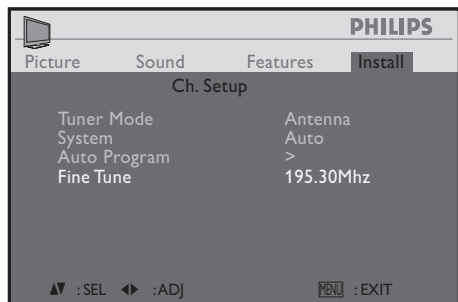 PHILIPS
Picture Sound Features Install
Ch. Setup
Tuner Mode Antenna
System Auto
Auto Program >
Fine Tune 195.30Mhz
▲▼ : SEL ◀▶ : ADJ MENU : EXIT